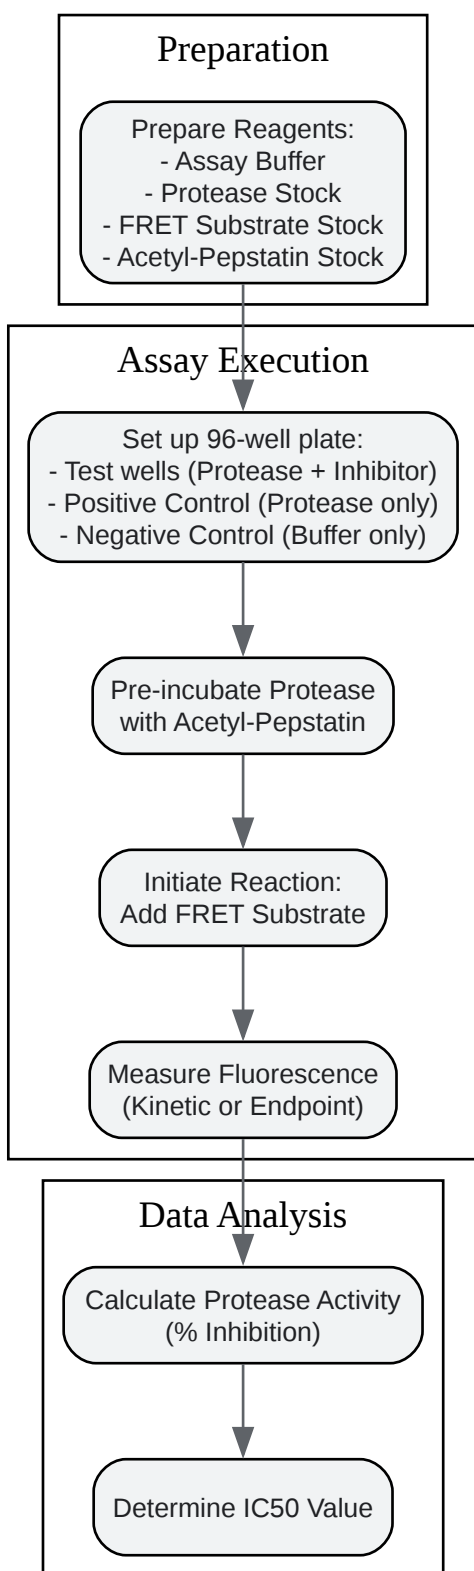 Preparation
Prepare Reagents:
- Assay Buffer
- Protease Stock
- FRET Substrate Stock
- Acetyl-Pepstatin Stock
Assay Execution
Set up 96-well plate:
- Test wells (Protease + Inhibitor)
- Positive Control (Protease only)
- Negative Control (Buffer only)
Pre-incubate Protease
with Acetyl-Pepstatin
Initiate Reaction:
Add FRET Substrate
Measure Fluorescence
(Kinetic or Endpoint)
Data Analysis
Calculate Protease Activity
(% Inhibition)
Determine IC50 Value